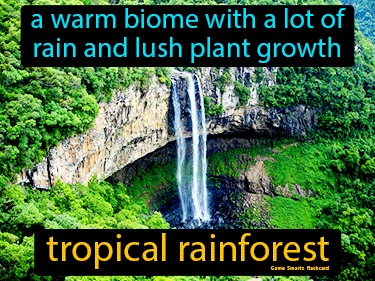 a warm biome with a lot of
rain and lush plant growth
tropical rainforest
Game Smartz flashcard